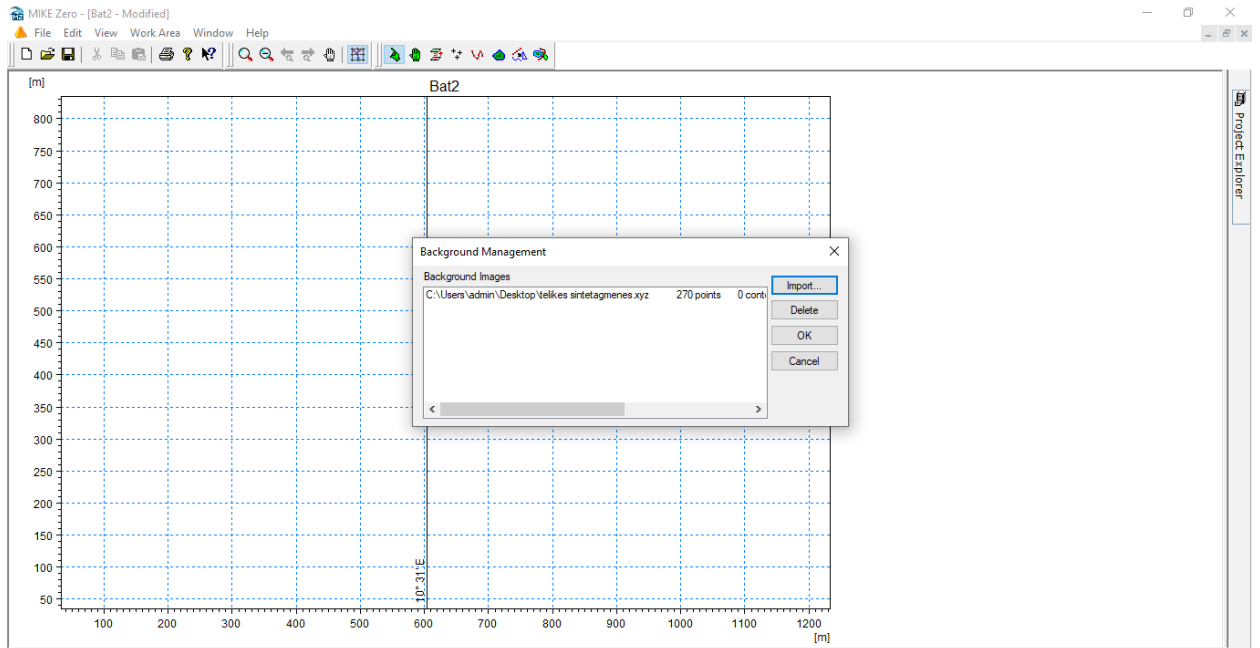 MIKE Zero - [Bat2 - Modified]
File Edit View Work Area Window Help
[m]
Bat2
800
750
700
650
600
550
500
450
400
350
300
250
200
150
100
50
10° 31'E
100 200 300 400 500 600 700 800 900 1000 1100 1200
[m]
Background Management
Background Images
C:\Users\admin\Desktop\telikes sintetagmenes.xyz 270 points 0 conto
Import...
Delete
OK
Cancel
Project Explorer